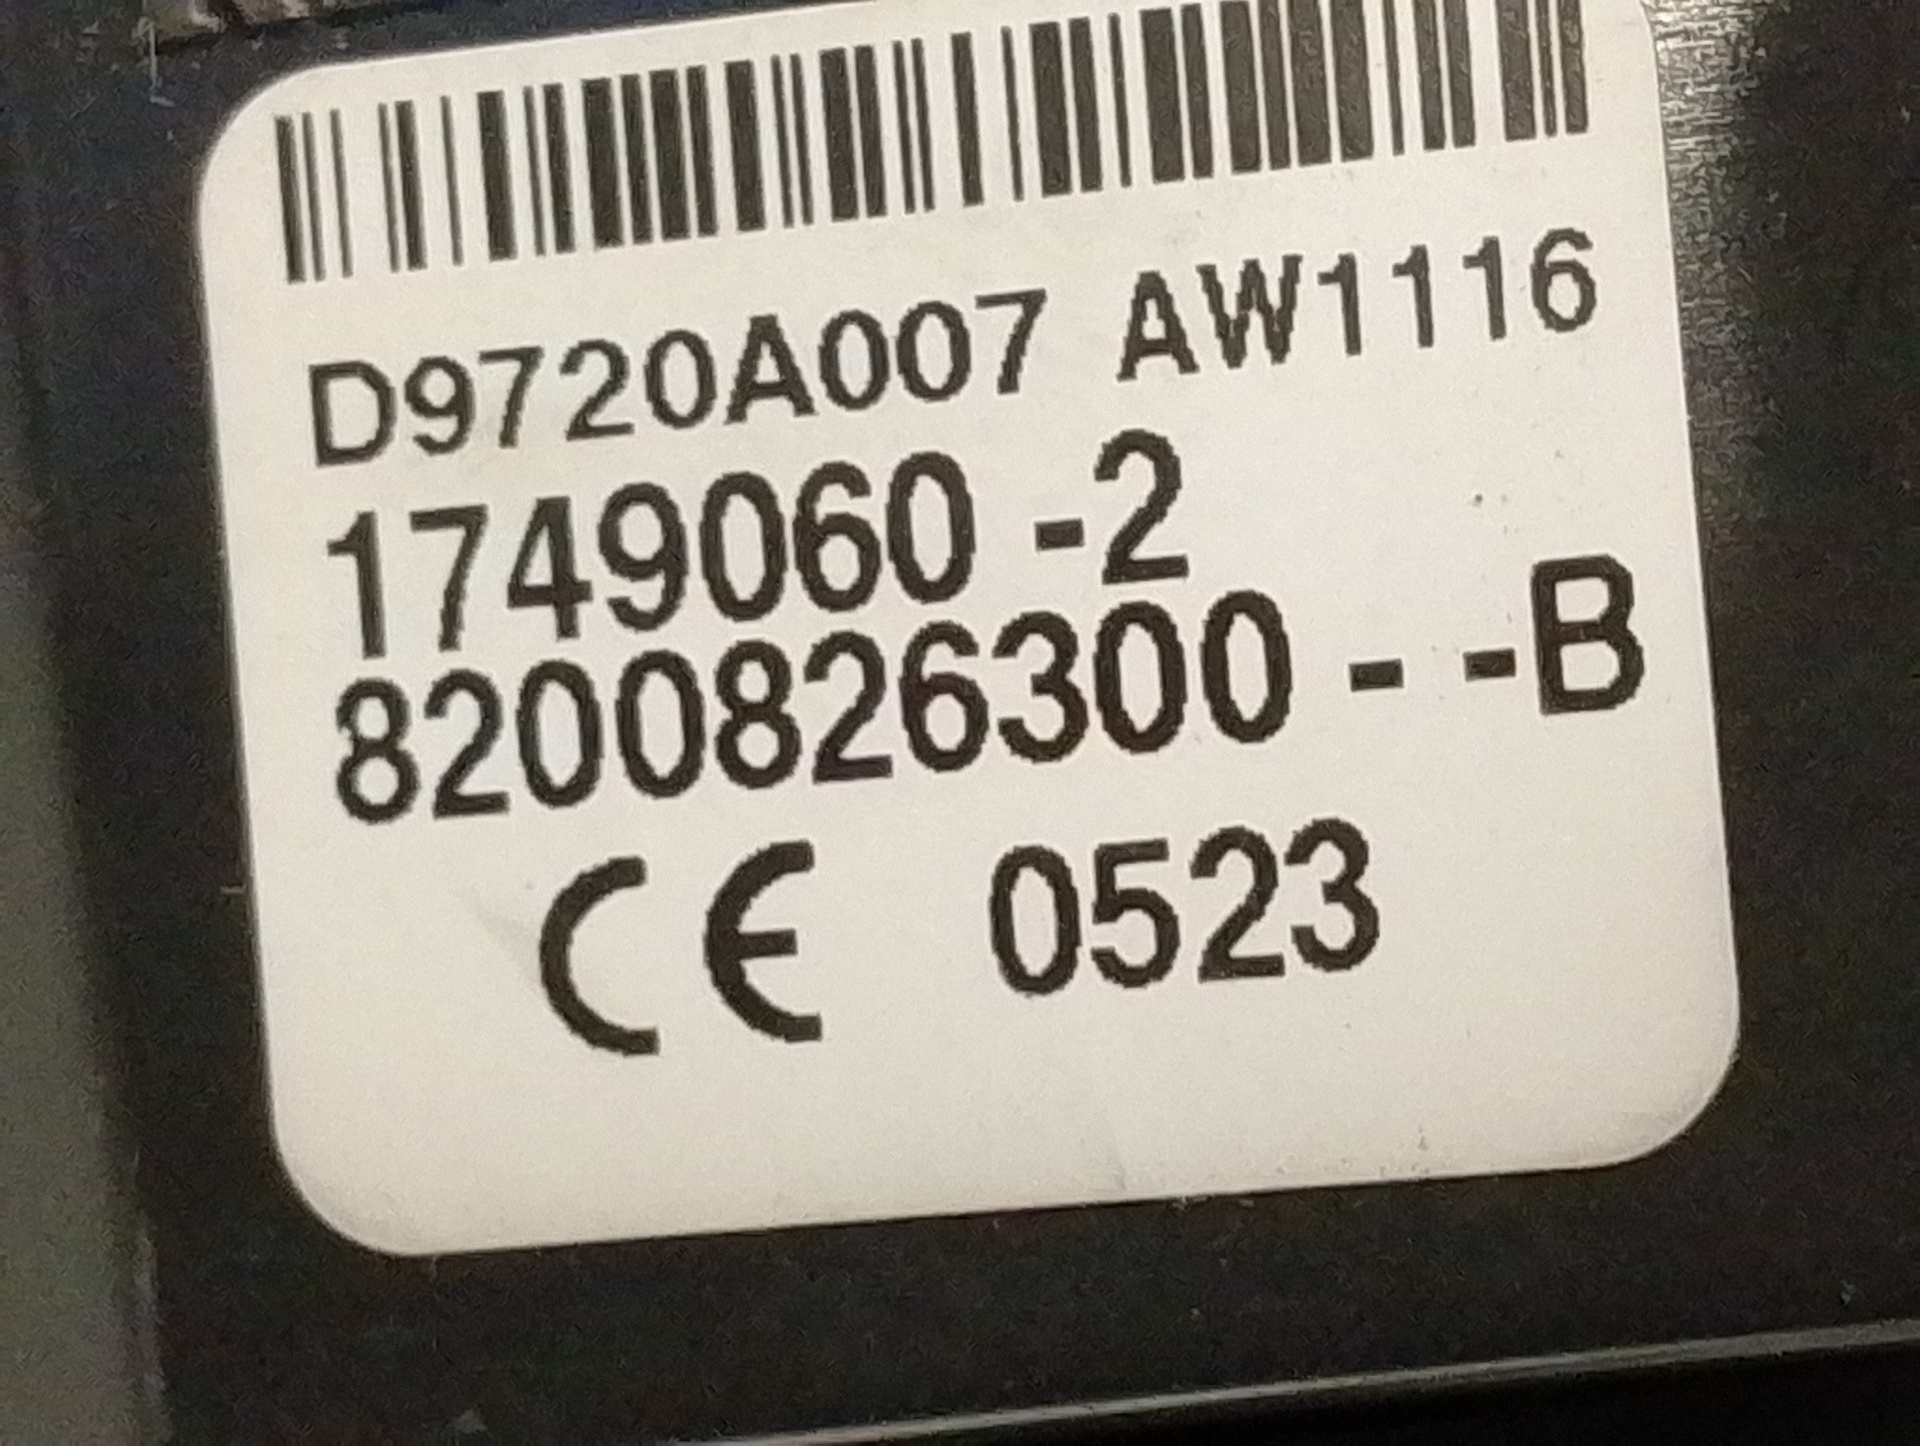 D9720A007 AW1116
1749060 -2
8200826300 - -B
CE 0523